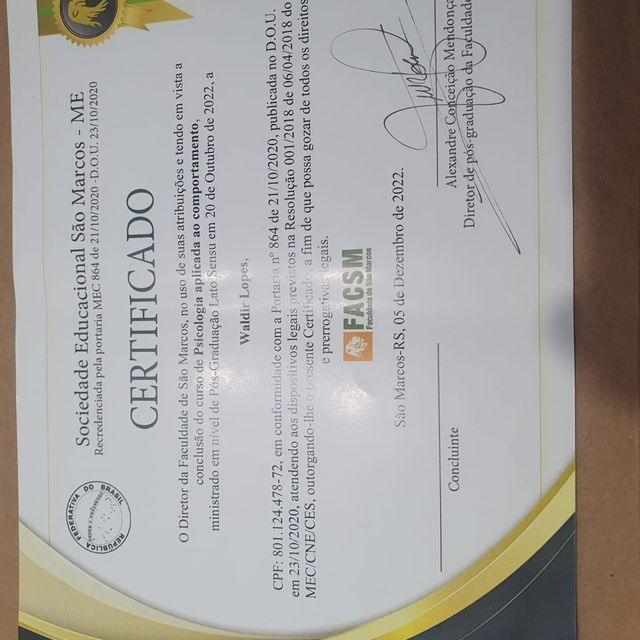 Sociedade Educacional São Marcos - ME
Recredenciada pela portaria MEC 864 de 21/10/2020 -D.O.U. 23/10/2020
REPÚBLICA FEDERATIVA DO BRASIL
CERTIFICADO
O Diretor da Faculdade de São Marcos, no uso de suas atribuições e tendo em vista a
conclusão do curso de Psicologia aplicada ao comportamento,
ministrado em nível de Pós-Graduação Lato Sensu em 20 de Outubro de 2022, a
Waldir Lopes,
CPF: 801.124.478-72, em conformidade com a Portaria nº 864 de 21/10/2020, publicada no D.O.U.
em 23/10/2020, atendendo aos dispositivos legais previstos na Resolução 001/2018 de 06/04/2018 do
MEC/CNE/CES, outorgando-lhe o presente Certificado, a fim de que possa gozar de todos os direitos
e prerrogativas legais.
FACSM
Faculdade de São Marcos
São Marcos-RS, 05 de Dezembro de 2022.
Concluinte
Alexandre Conceição Mendonça
Diretor de pós-graduação da Faculdade